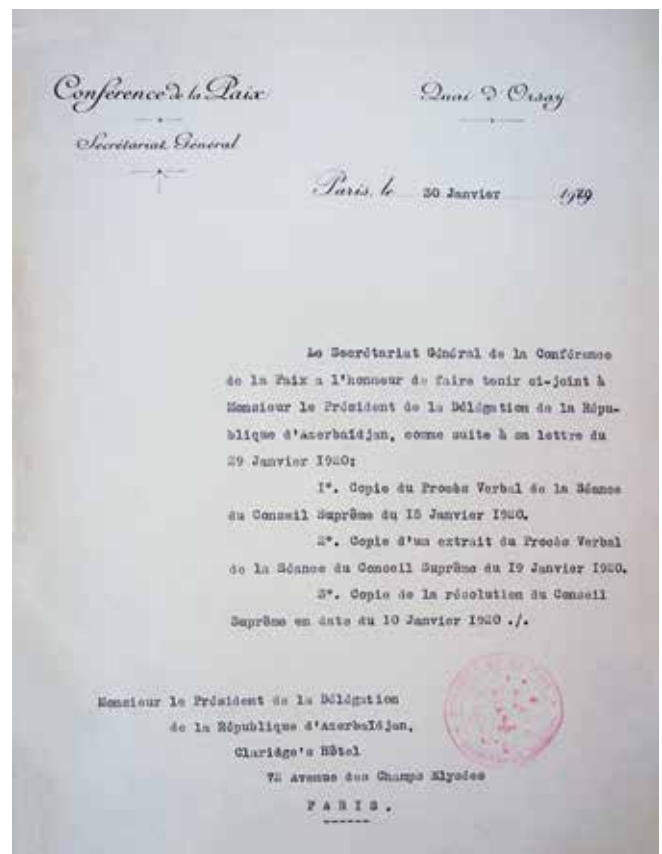 Conférence de la Paix
Secrétariat Général
Quai d'Orsay
Paris, le 30 Janvier 19
Le Secrétariat Général de la Conférence
de la Paix a l'honneur de faire tenir ci-joint à
Monsieur le Président de la Délégation de la Répu-
blique d'Azerbaïdjan, comme suite à sa lettre du
29 Janvier 1920:
1°. Copie du Procès Verbal de la Séance
du Conseil Suprême du 15 Janvier 1920.
2°. Copie d'un extrait du Procès Verbal
de la Séance du Conseil Suprême du 19 Janvier 1920.
3°. Copie de la résolution du Conseil
Suprême en date du 10 Janvier 1920 ./.
Monsieur le Président de la Délégation
de la République d'Azerbaïdjan,
Claridge's Hôtel
Avenue des Champs Elysées
PARIS.